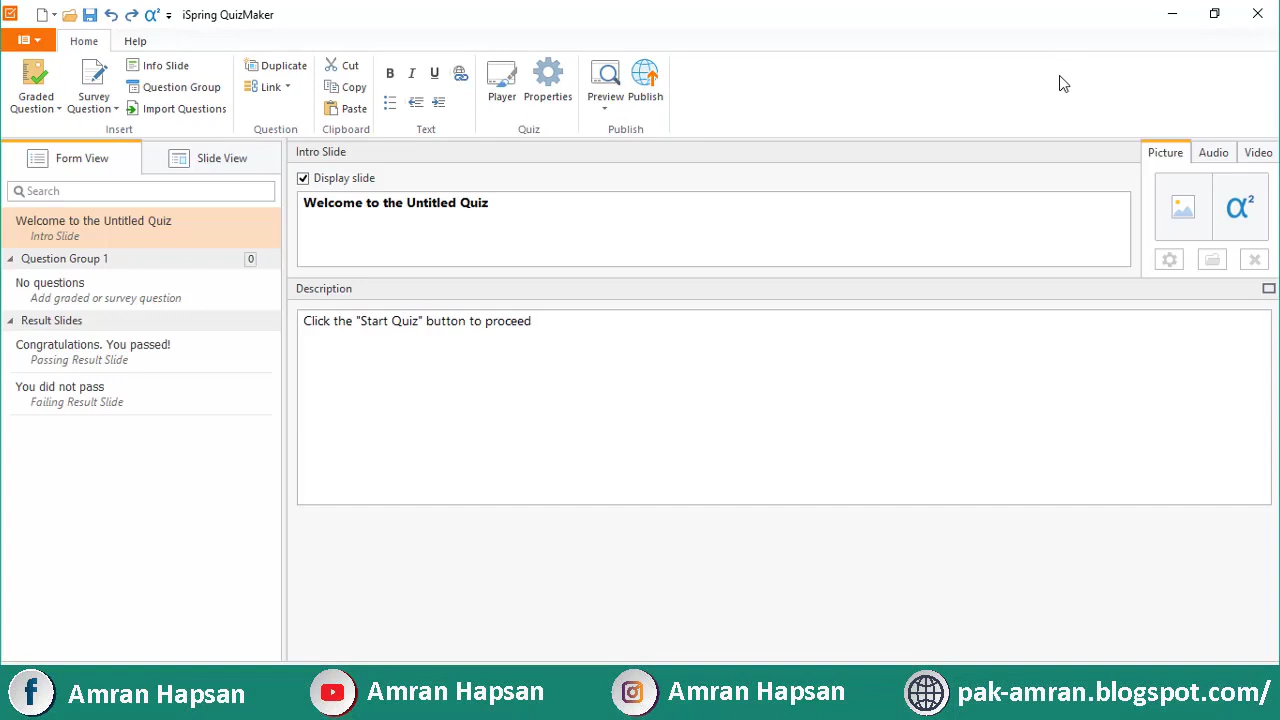 α² iSpring QuizMaker
Home Help
Graded Question
Survey Question
Info Slide
Question Group
Import Questions
Insert
Duplicate
Link
Question
Cut
Copy
Paste
Clipboard
B I U
Text
Player Properties
Quiz
Preview Publish
Publish
Form View Slide View
Search
Welcome to the Untitled Quiz
Intro Slide
Question Group 1 0
No questions
Add graded or survey question
Result Slides
Congratulations. You passed!
Passing Result Slide
You did not pass
Failing Result Slide
Intro Slide
Display slide
Welcome to the Untitled Quiz
Description
Click the "Start Quiz" button to proceed
Picture Audio Video
α²
Amran Hapsan Amran Hapsan Amran Hapsan pak-amran.blogspot.com/